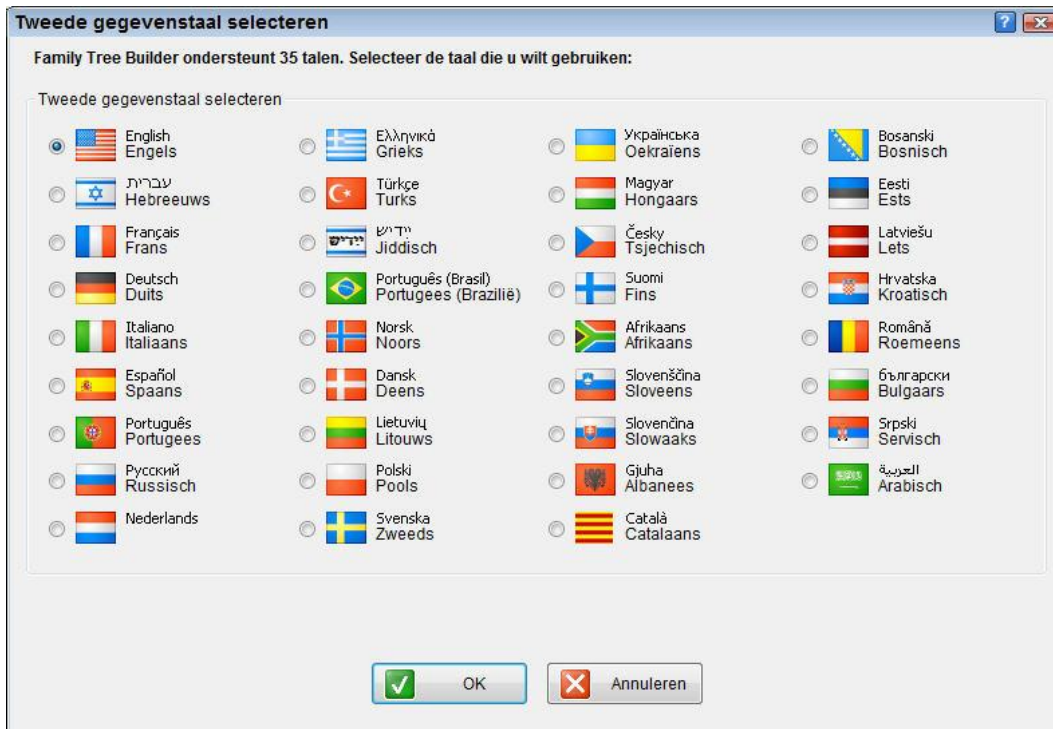 Tweede gegevenstaal selecteren
Family Tree Builder ondersteunt 35 talen. Selecteer de taal die u wilt gebruiken:
Tweede gegevenstaal selecteren
English
Engels
עברית
Hebreeuws
Français
Frans
Deutsch
Duits
Italiano
Italiaans
Español
Spaans
Português
Portugees
Русский
Russisch
Nederlands
Ελληνικά
Grieks
Türkçe
Turks
ייִדיש
יידיש
Jiddisch
Português (Brasil)
Portugees (Brazilië)
Norsk
Noors
Dansk
Deens
Lietuvių
Litouws
Polski
Pools
Svenska
Zweeds
Українська
Oekraïens
Magyar
Hongaars
Česky
Tsjechisch
Suomi
Fins
Afrikaans
Afrikaans
Slovenščina
Sloveens
Slovenčina
Slowaaks
Gjuha
Albanees
Català
Catalaans
Bosanski
Bosnisch
Eesti
Ests
Latviešu
Lets
Hrvatska
Kroatisch
Română
Roemeens
български
Bulgaars
Srpski
Servisch
العربية
Arabisch
OK
Annuleren